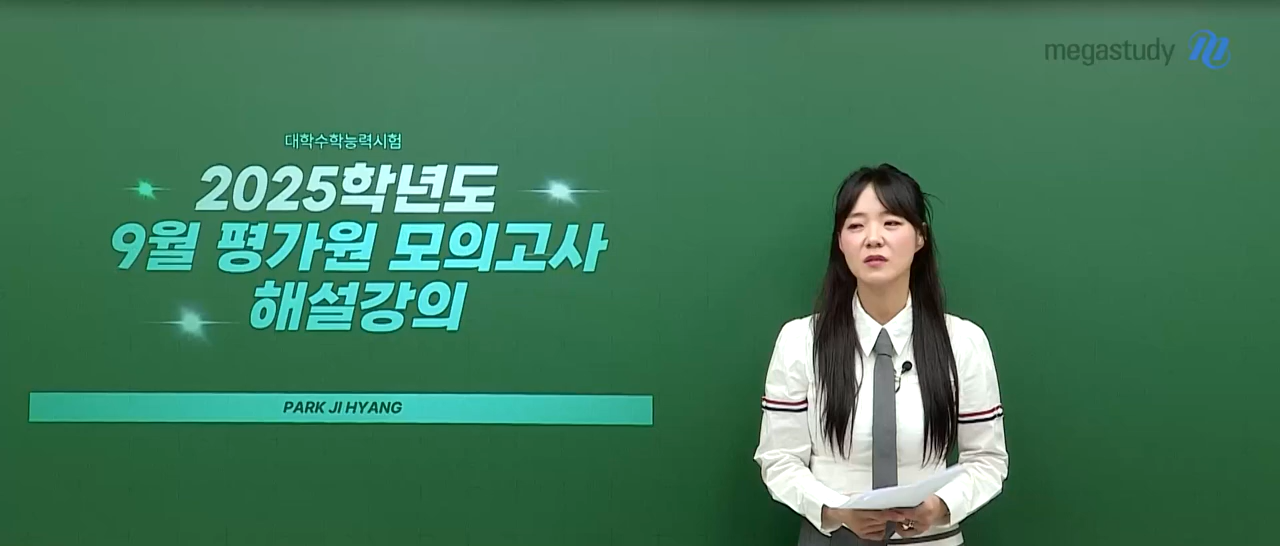 megastudy
대학수학능력시험
2025학년도
9월 평가원 모의고사
해설강의
PARK JI HYANG